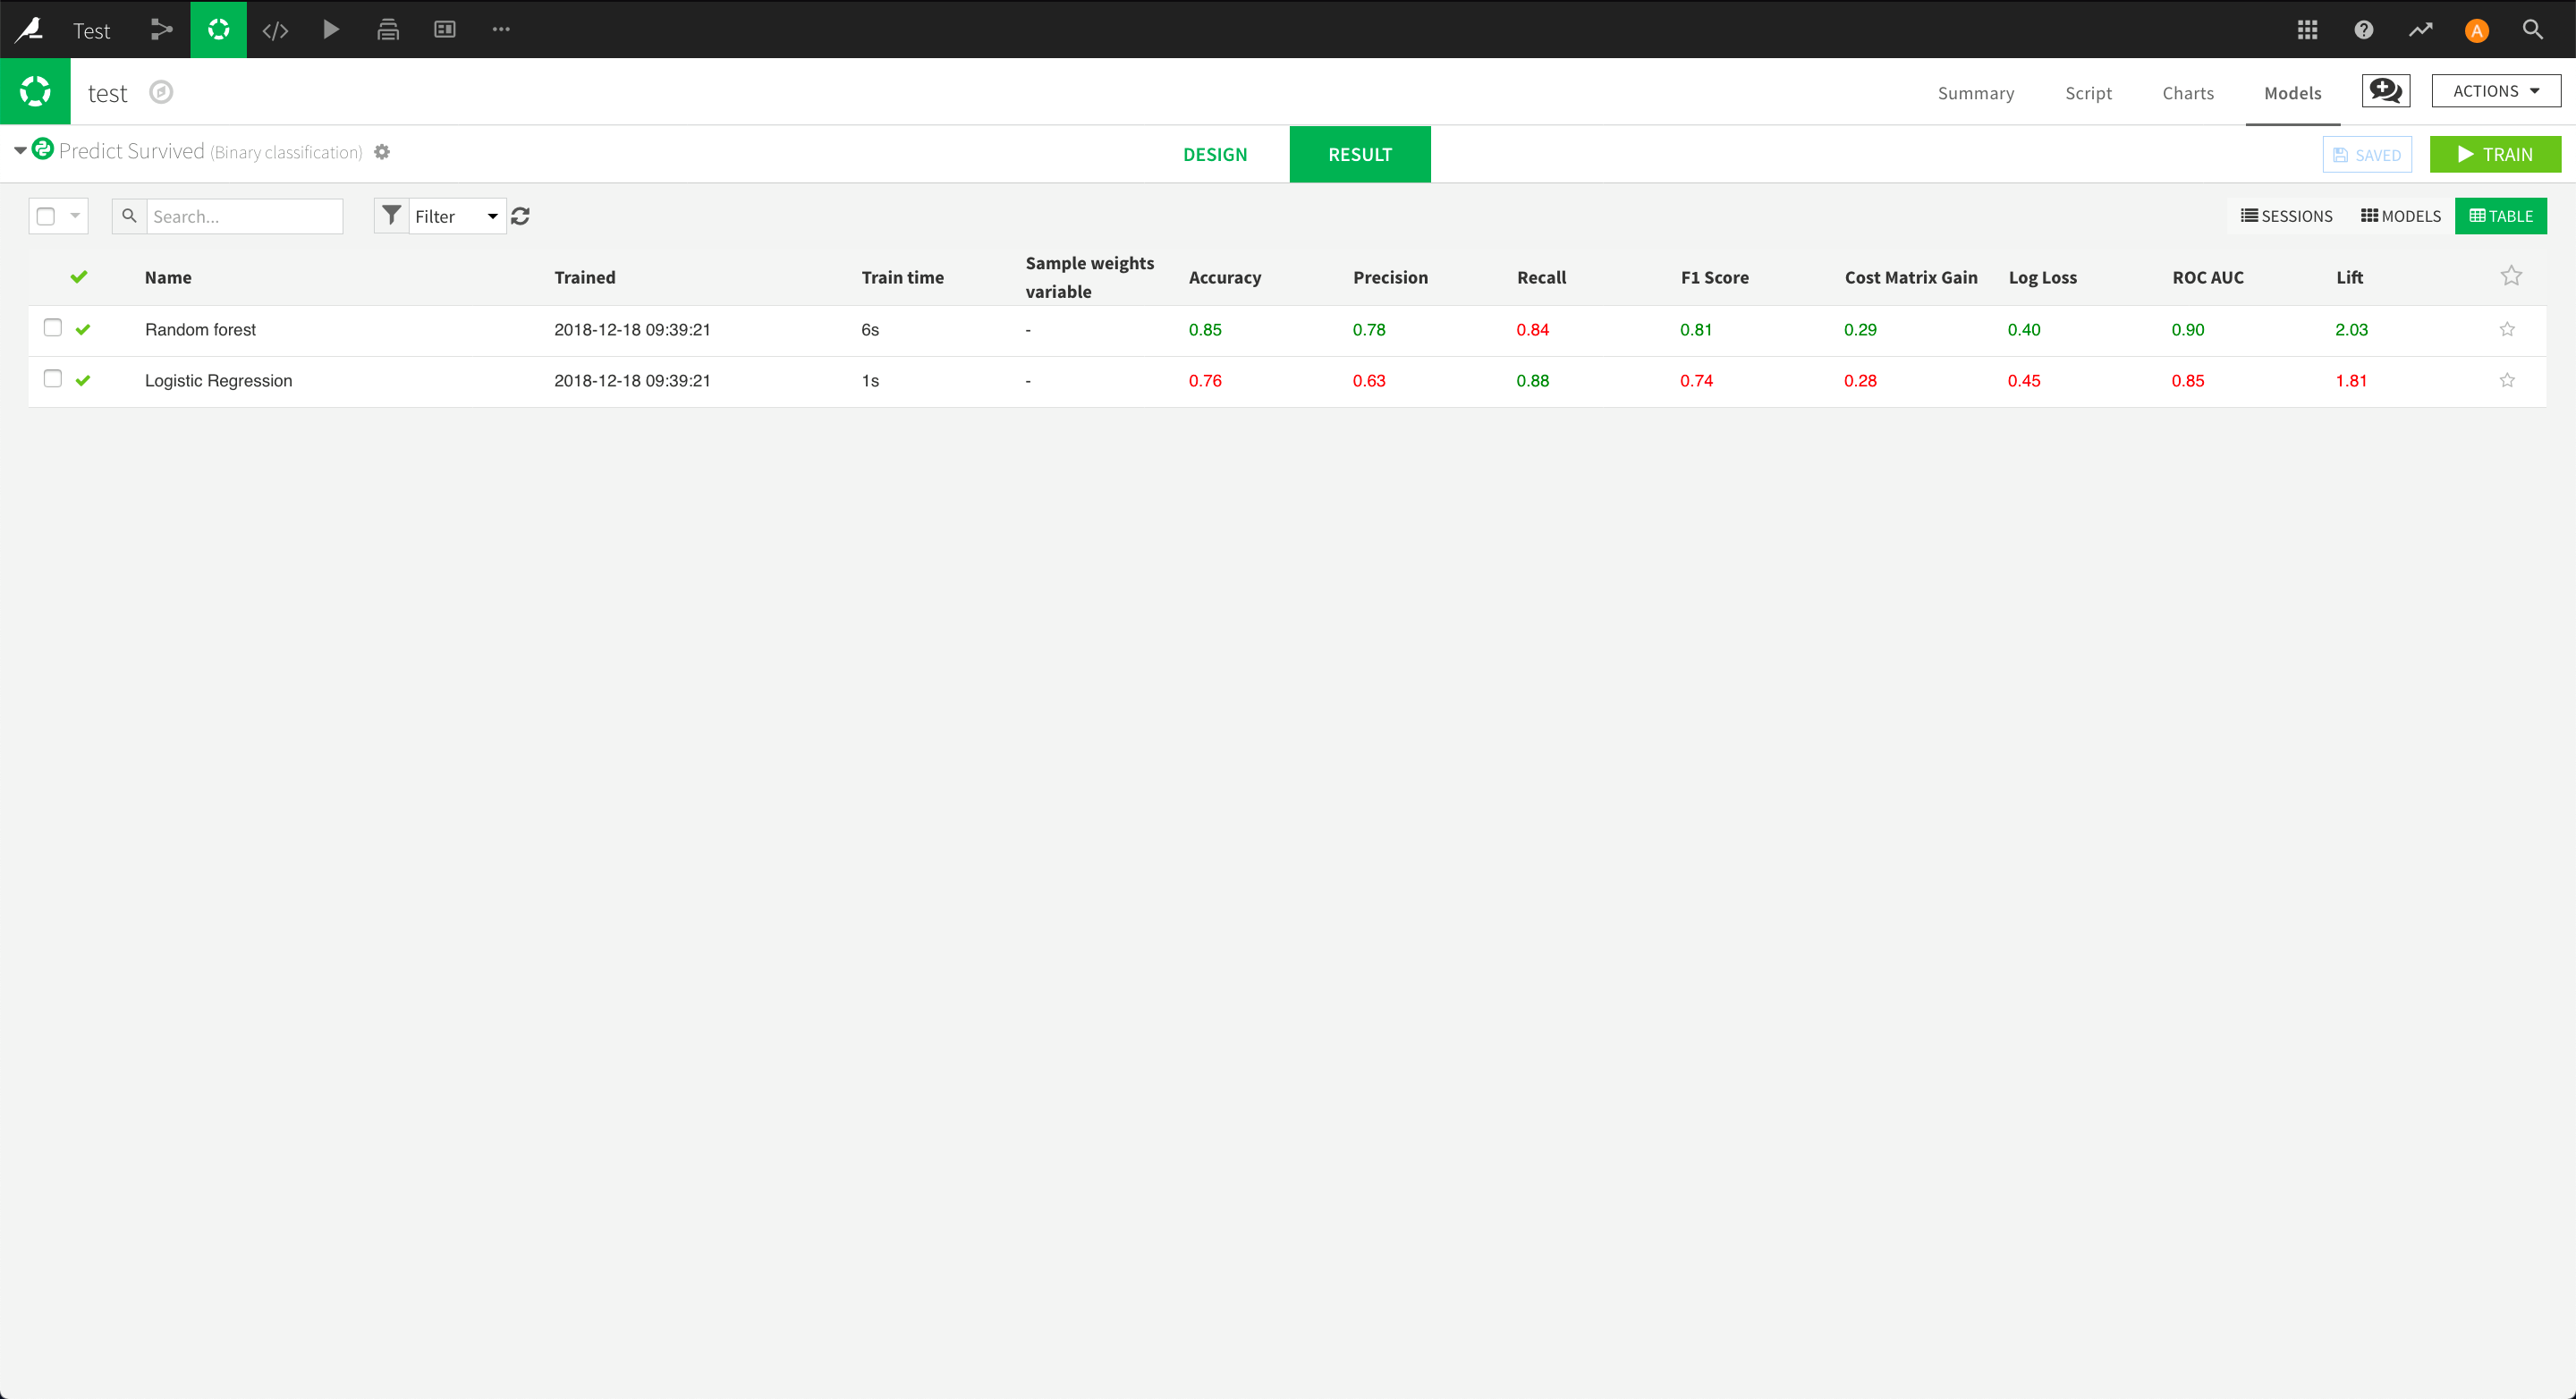 Test
A
test
Summary Script Charts Models ACTIONS
Predict Survived (Binary classification) DESIGN RESULT SAVED TRAIN
Search... Filter SESSIONS MODELS TABLE
Name Trained Train time Sample weights variable Accuracy Precision Recall F1 Score Cost Matrix Gain Log Loss ROC AUC Lift
Random forest 2018-12-18 09:39:21 6s - 0.85 0.78 0.84 0.81 0.29 0.40 0.90 2.03
Logistic Regression 2018-12-18 09:39:21 1s - 0.76 0.63 0.88 0.74 0.28 0.45 0.85 1.81